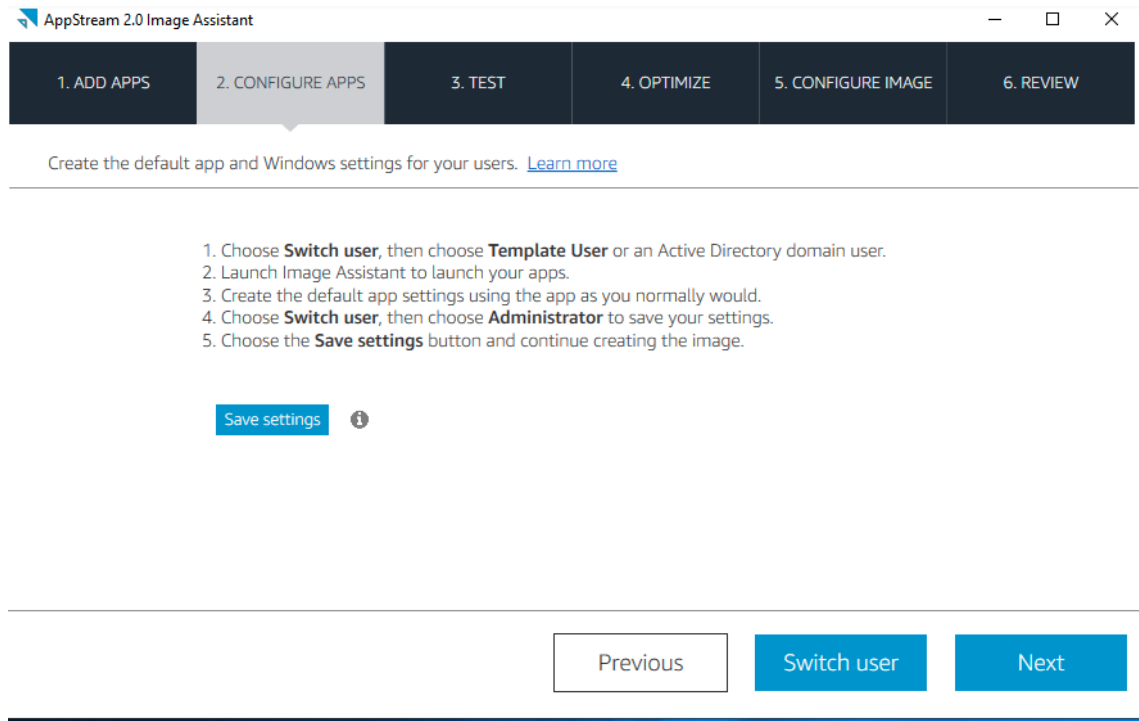 AppStream 2.0 Image Assistant
1. ADD APPS
2. CONFIGURE APPS
3. TEST
4. OPTIMIZE
5. CONFIGURE IMAGE
6. REVIEW
Create the default app and Windows settings for your users. Learn more
1. Choose Switch user, then choose Template User or an Active Directory domain user.
2. Launch Image Assistant to launch your apps.
3. Create the default app settings using the app as you normally would.
4. Choose Switch user, then choose Administrator to save your settings.
5. Choose the Save settings button and continue creating the image.
Save settings
Previous
Switch user
Next